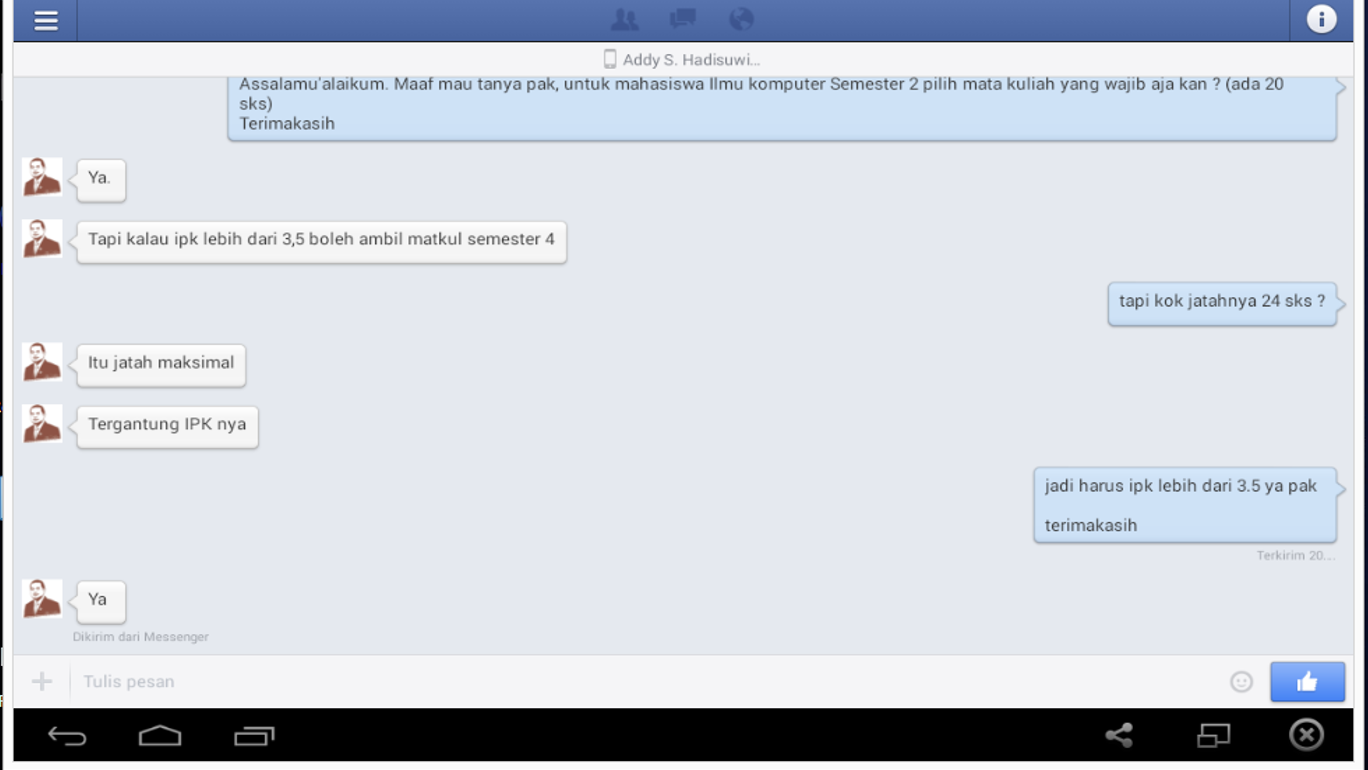 Addy S. Hadisuwi...
Assalamu'alaikum. Maaf mau tanya pak, untuk mahasiswa Ilmu komputer Semester 2 pilih mata kuliah yang wajib aja kan ? (ada 20
sks)
Terimakasih
Ya.
Tapi kalau ipk lebih dari 3,5 boleh ambil matkul semester 4
tapi kok jatahnya 24 sks ?
Itu jatah maksimal
Tergantung IPK nya
jadi harus ipk lebih dari 3.5 ya pak
terimakasih
Terkirim 20...
Ya
Dikirim dari Messenger
Tulis pesan